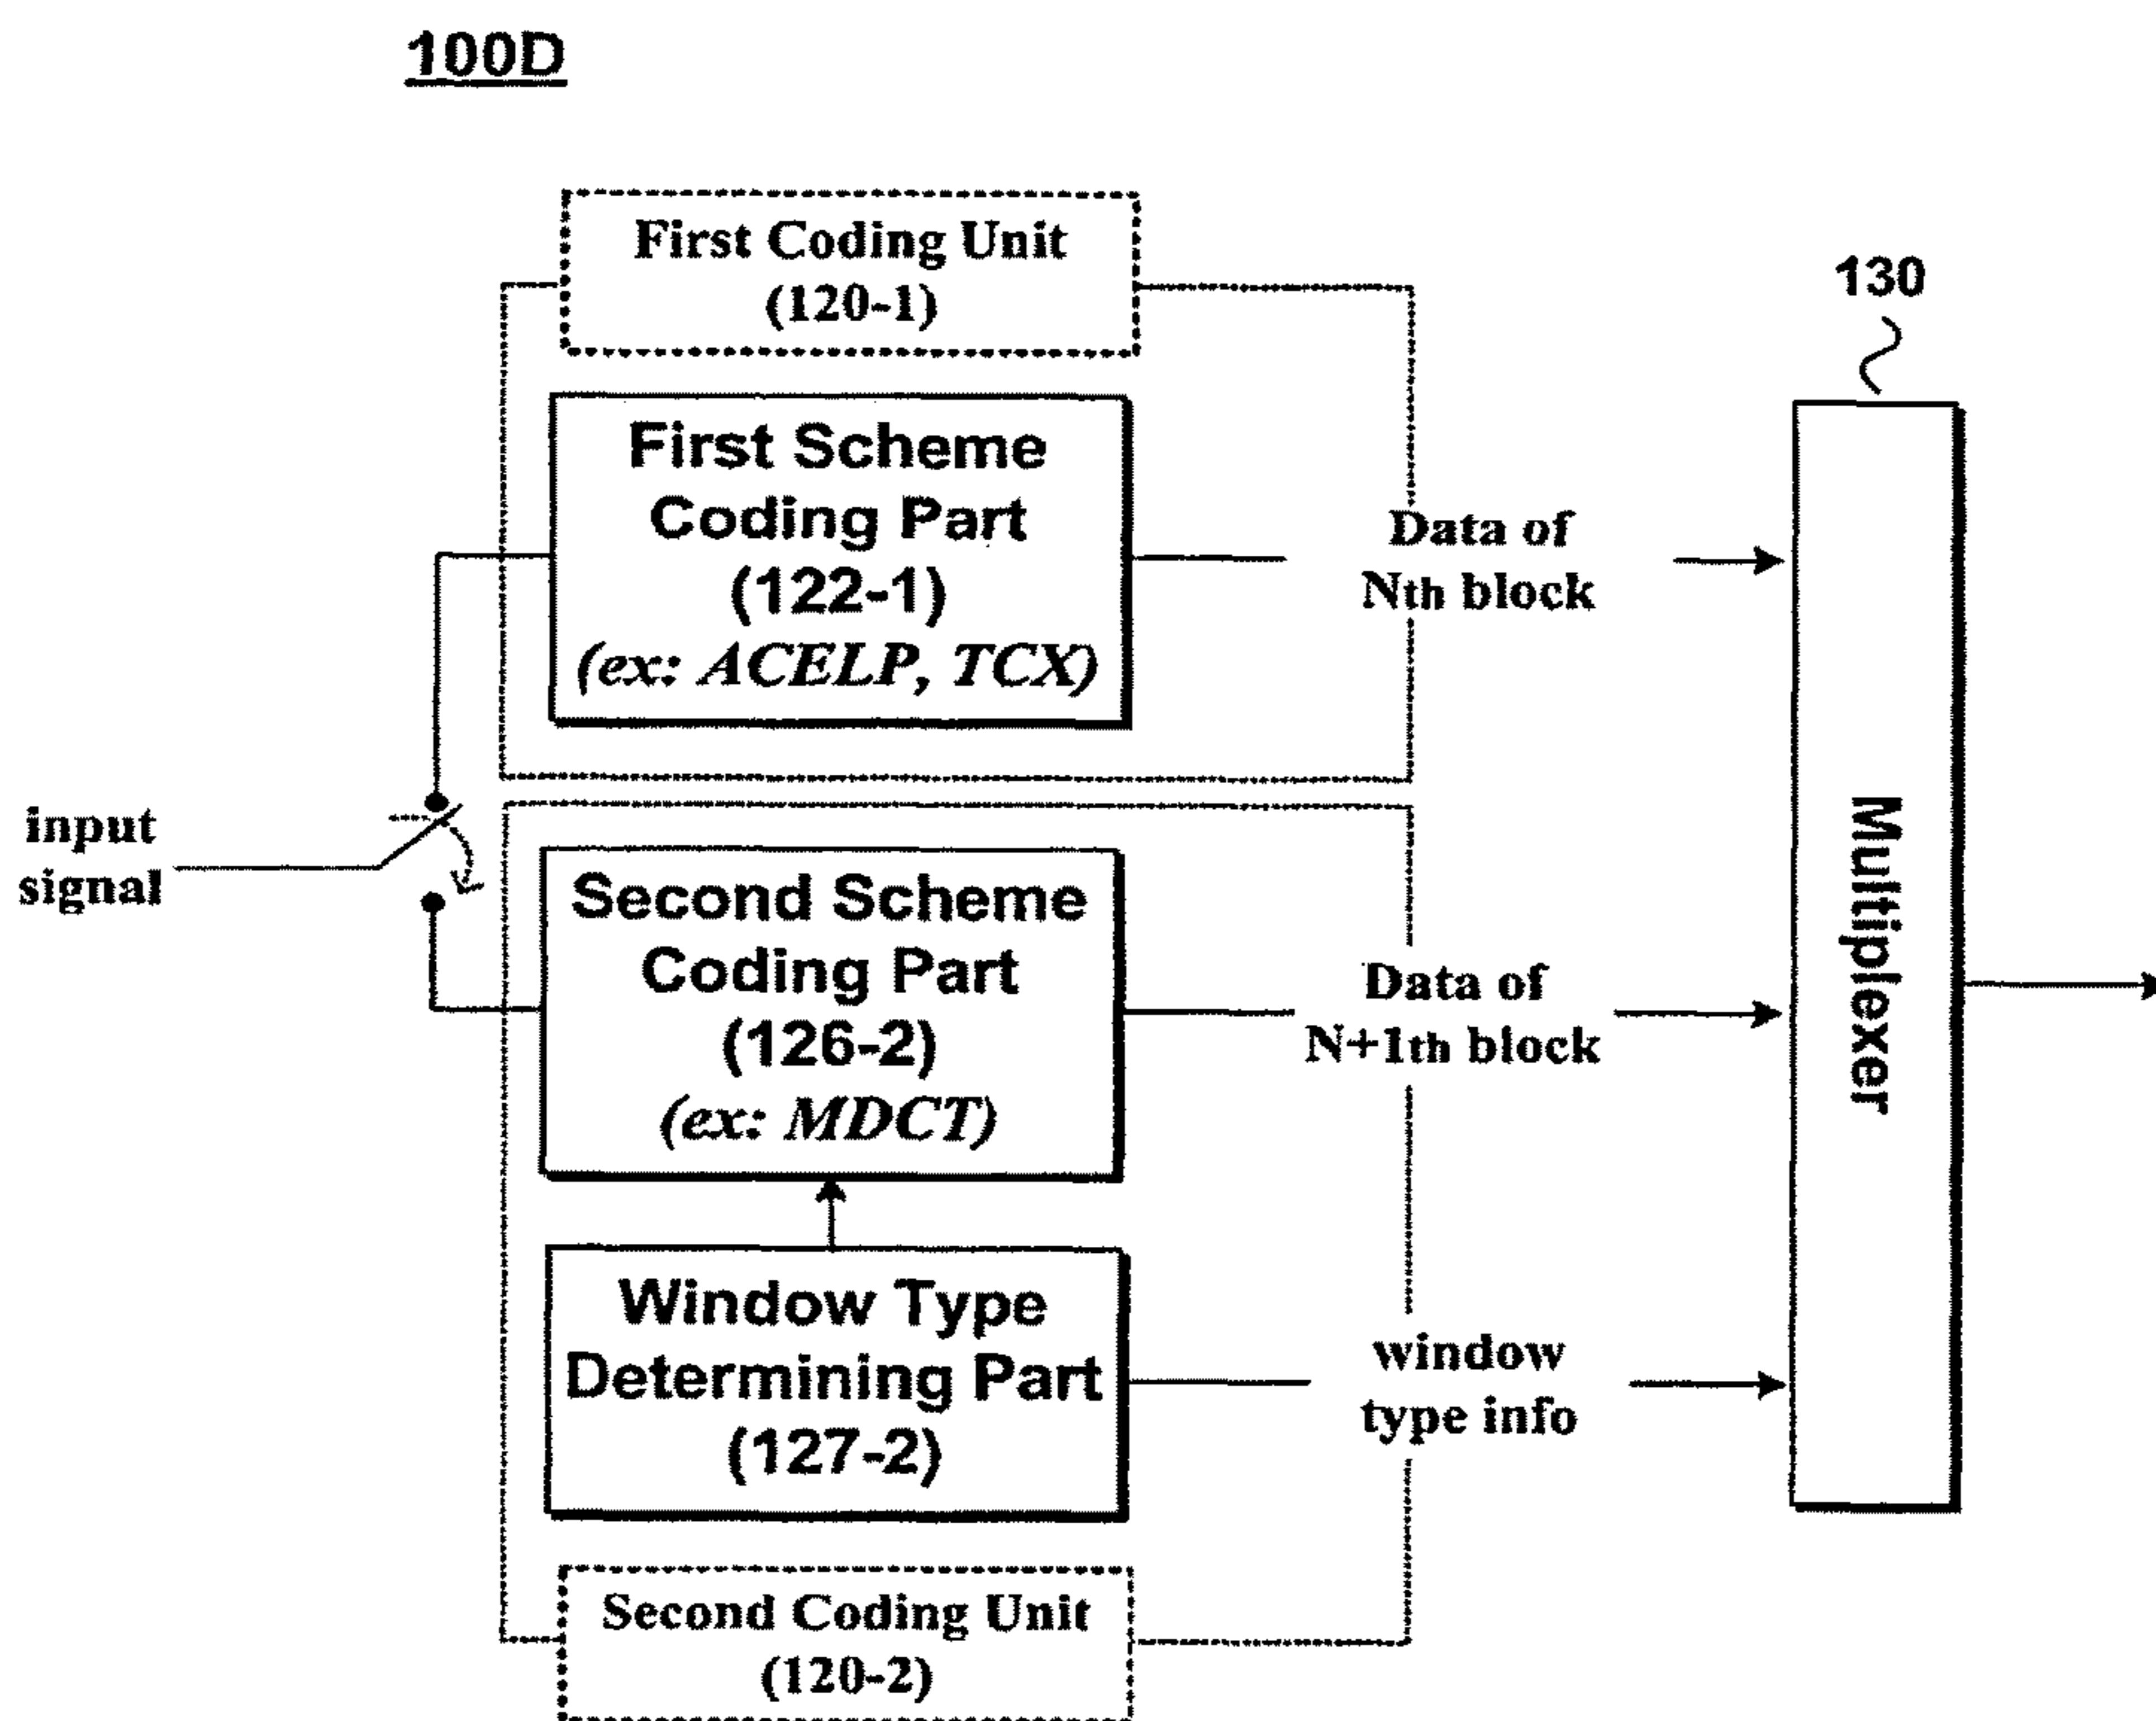 100D
First Coding Unit
(120-1)
130
First Scheme
Coding Part
(122-1)
(ex: ACELP, TCX)
Data of
Nth block
input
signal
Second Scheme
Coding Part
(126-2)
(ex: MDCT)
Data of
N+1th block
Multiplexer
Window Type
Determining Part
(127-2)
window
type info
Second Coding Unit
(120-2)